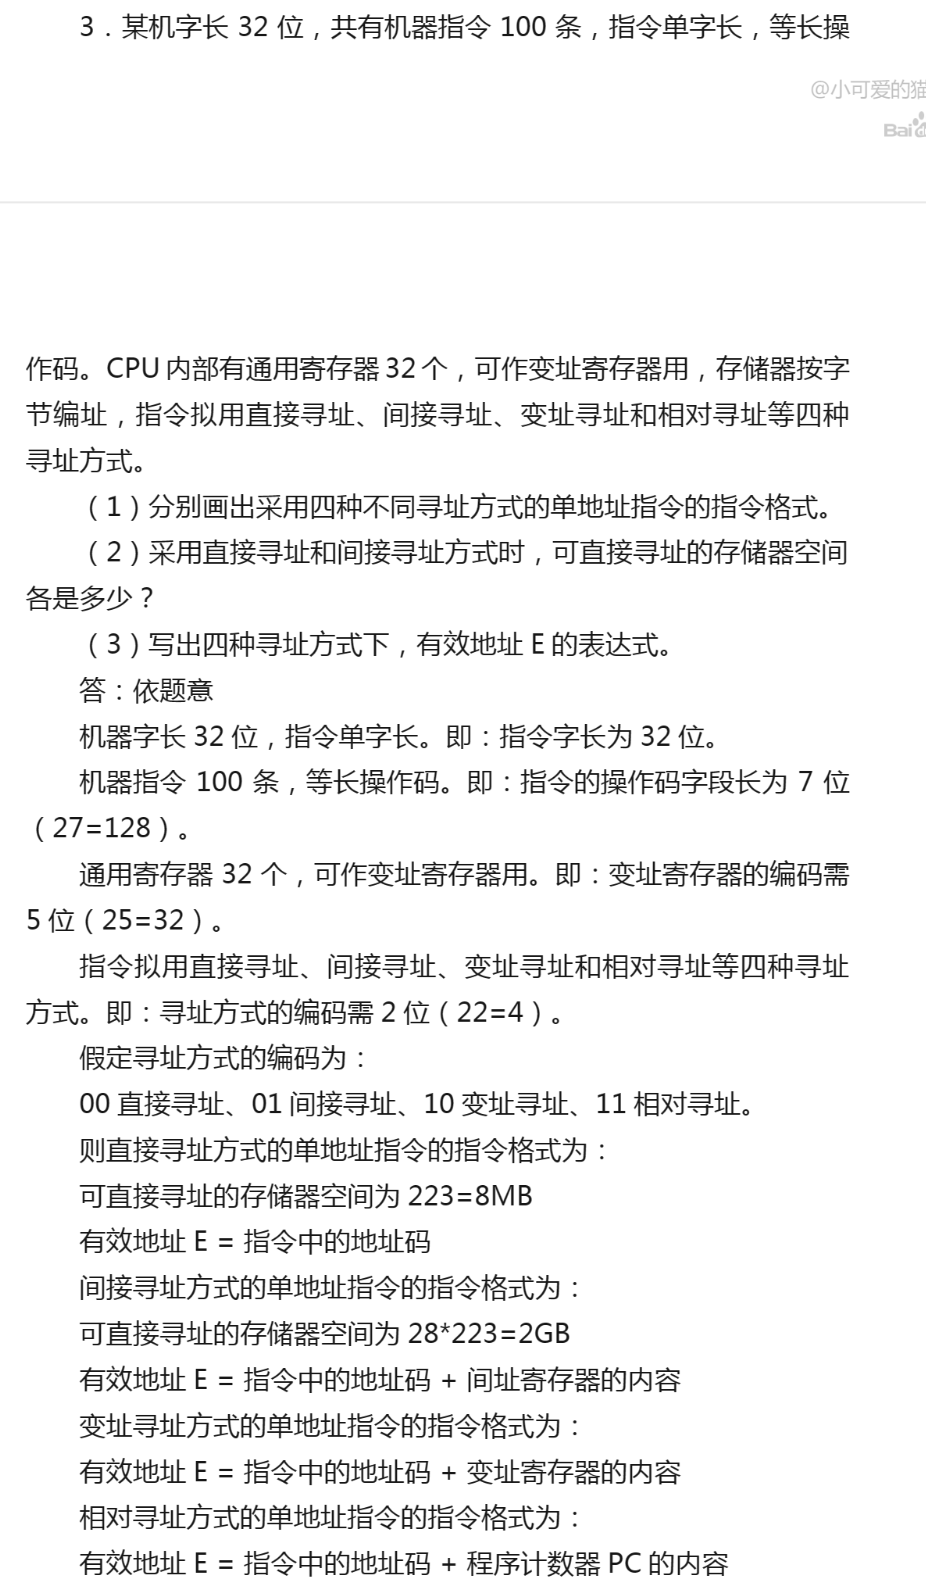 3．某机字长 32 位，共有机器指令 100 条，指令单字长，等长操
@小可爱的猫
Bai
作码。CPU 内部有通用寄存器 32 个，可作变址寄存器用，存储器按字
节编址，指令拟用直接寻址、间接寻址、变址寻址和相对寻址等四种
寻址方式。
（1）分别画出采用四种不同寻址方式的单地址指令的指令格式。
（2）采用直接寻址和间接寻址方式时，可直接寻址的存储器空间
各是多少？
（3）写出四种寻址方式下，有效地址 E 的表达式。
答：依题意
机器字长 32 位，指令单字长。即：指令字长为 32 位。
机器指令 100 条，等长操作码。即：指令的操作码字段长为 7 位
（27=128）。
通用寄存器 32 个，可作变址寄存器用。即：变址寄存器的编码需
5 位（25=32）。
指令拟用直接寻址、间接寻址、变址寻址和相对寻址等四种寻址
方式。即：寻址方式的编码需 2 位（22=4）。
假定寻址方式的编码为：
00 直接寻址、01 间接寻址、10 变址寻址、11 相对寻址。
则直接寻址方式的单地址指令的指令格式为：
可直接寻址的存储器空间为 223=8MB
有效地址 E = 指令中的地址码
间接寻址方式的单地址指令的指令格式为：
可直接寻址的存储器空间为 28*223=2GB
有效地址 E = 指令中的地址码 + 间址寄存器的内容
变址寻址方式的单地址指令的指令格式为：
有效地址 E = 指令中的地址码 + 变址寄存器的内容
相对寻址方式的单地址指令的指令格式为：
有效地址 E = 指令中的地址码 + 程序计数器 PC 的内容